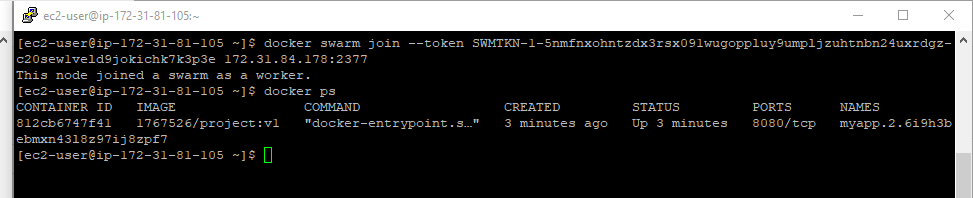 ec2-user@ip-172-31-81-105:~
[ec2-user@ip-172-31-81-105 ~]$ docker swarm join --token SWMTKN-1-5nmfnxohntzdx3rsx09lwugoppluy9umpljzuhtnbn24uxrdgz-
c20sewlveld9jokichk7k3p3e 172.31.84.178:2377
This node joined a swarm as a worker.
[ec2-user@ip-172-31-81-105 ~]$ docker ps
CONTAINER ID   IMAGE                COMMAND                  CREATED         STATUS         PORTS      NAMES
812cb6747f41   1767526/project:v1   "docker-entrypoint.s…"   3 minutes ago   Up 3 minutes   8080/tcp   myapp.2.6i9h3b
ebmxn4318z97ij8zpf7
[ec2-user@ip-172-31-81-105 ~]$